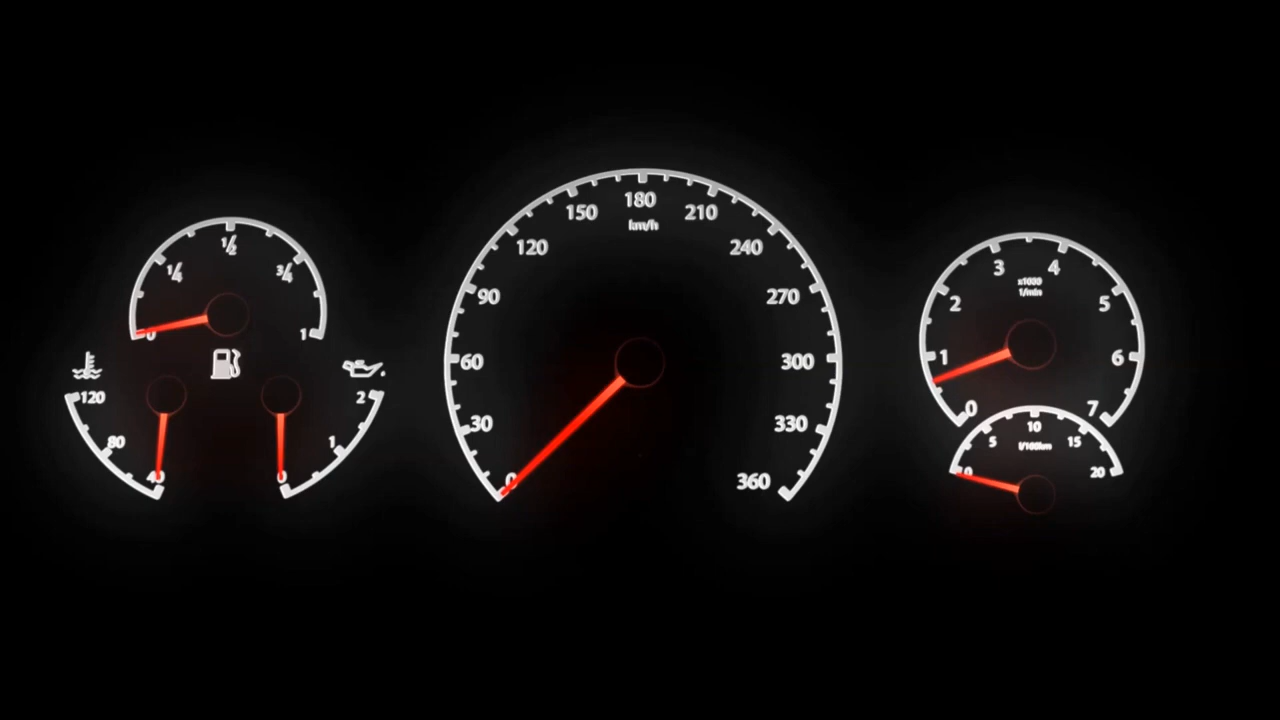 0 ¼ ½ ¾ 1
120 80 40
0 1 2
0 30 60 90 120 150 180 210 240 270 300 330 360
km/h
0 1 2 3 4 5 6 7
x1000
1/min
0 5 10 15 20
l/100km